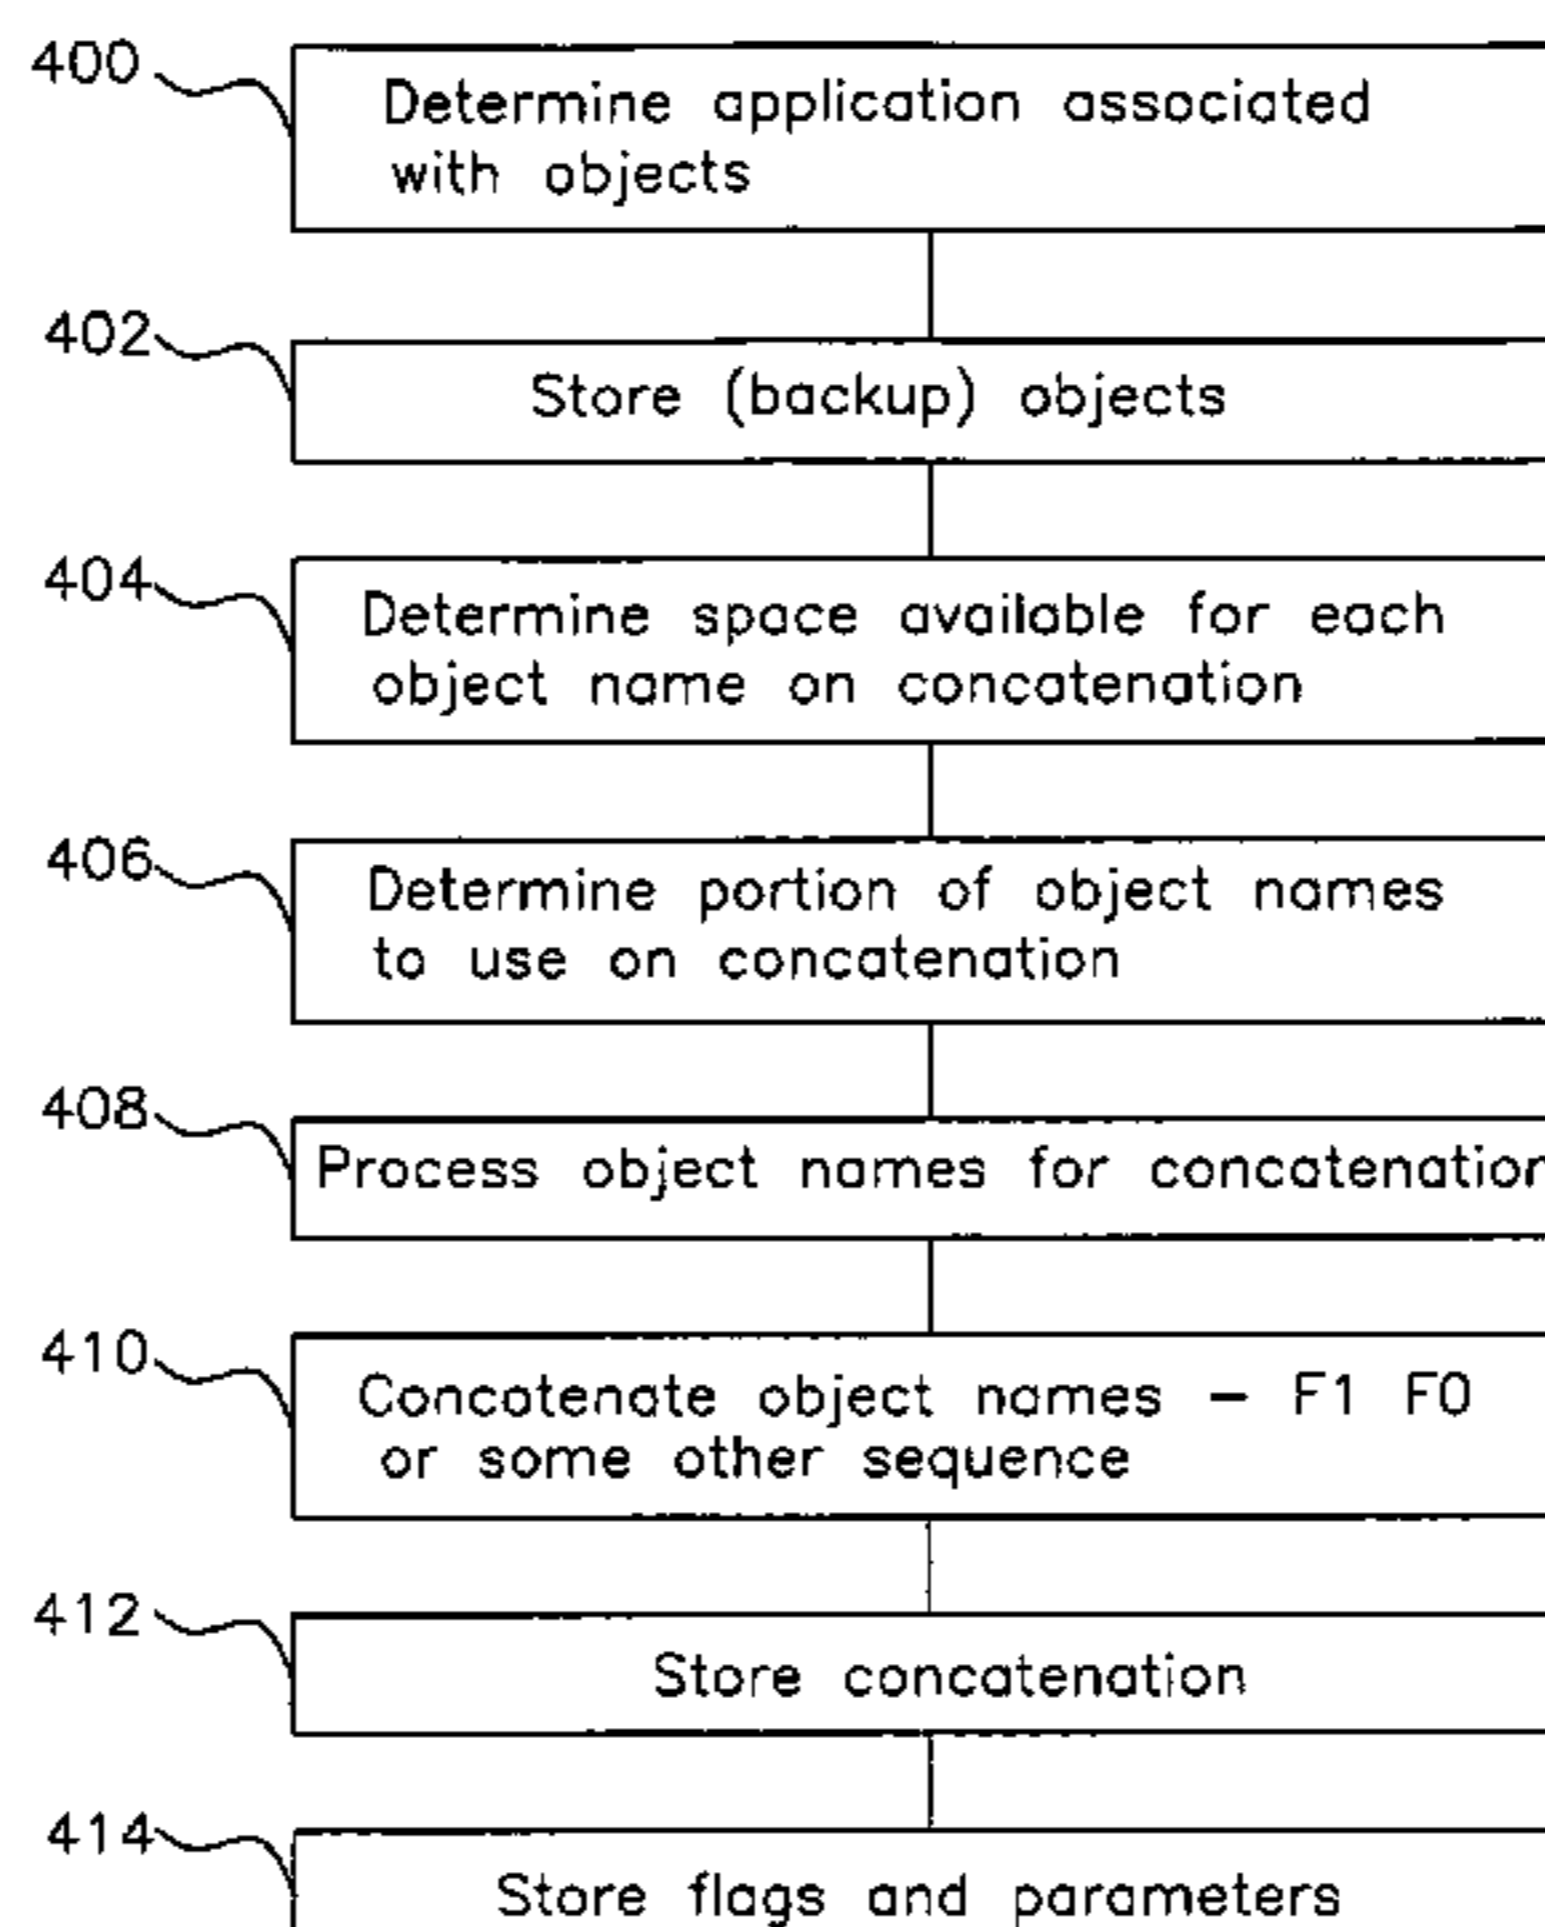 400
Determine application associated
with objects
402
Store (backup) objects
404
Determine space available for each
object name on concatenation
406
Determine portion of object names
to use on concatenation
408
Process object names for concatenation
410
Concatenate object names - F1 F0
or some other sequence
412
Store concatenation
414
Store flags and parameters